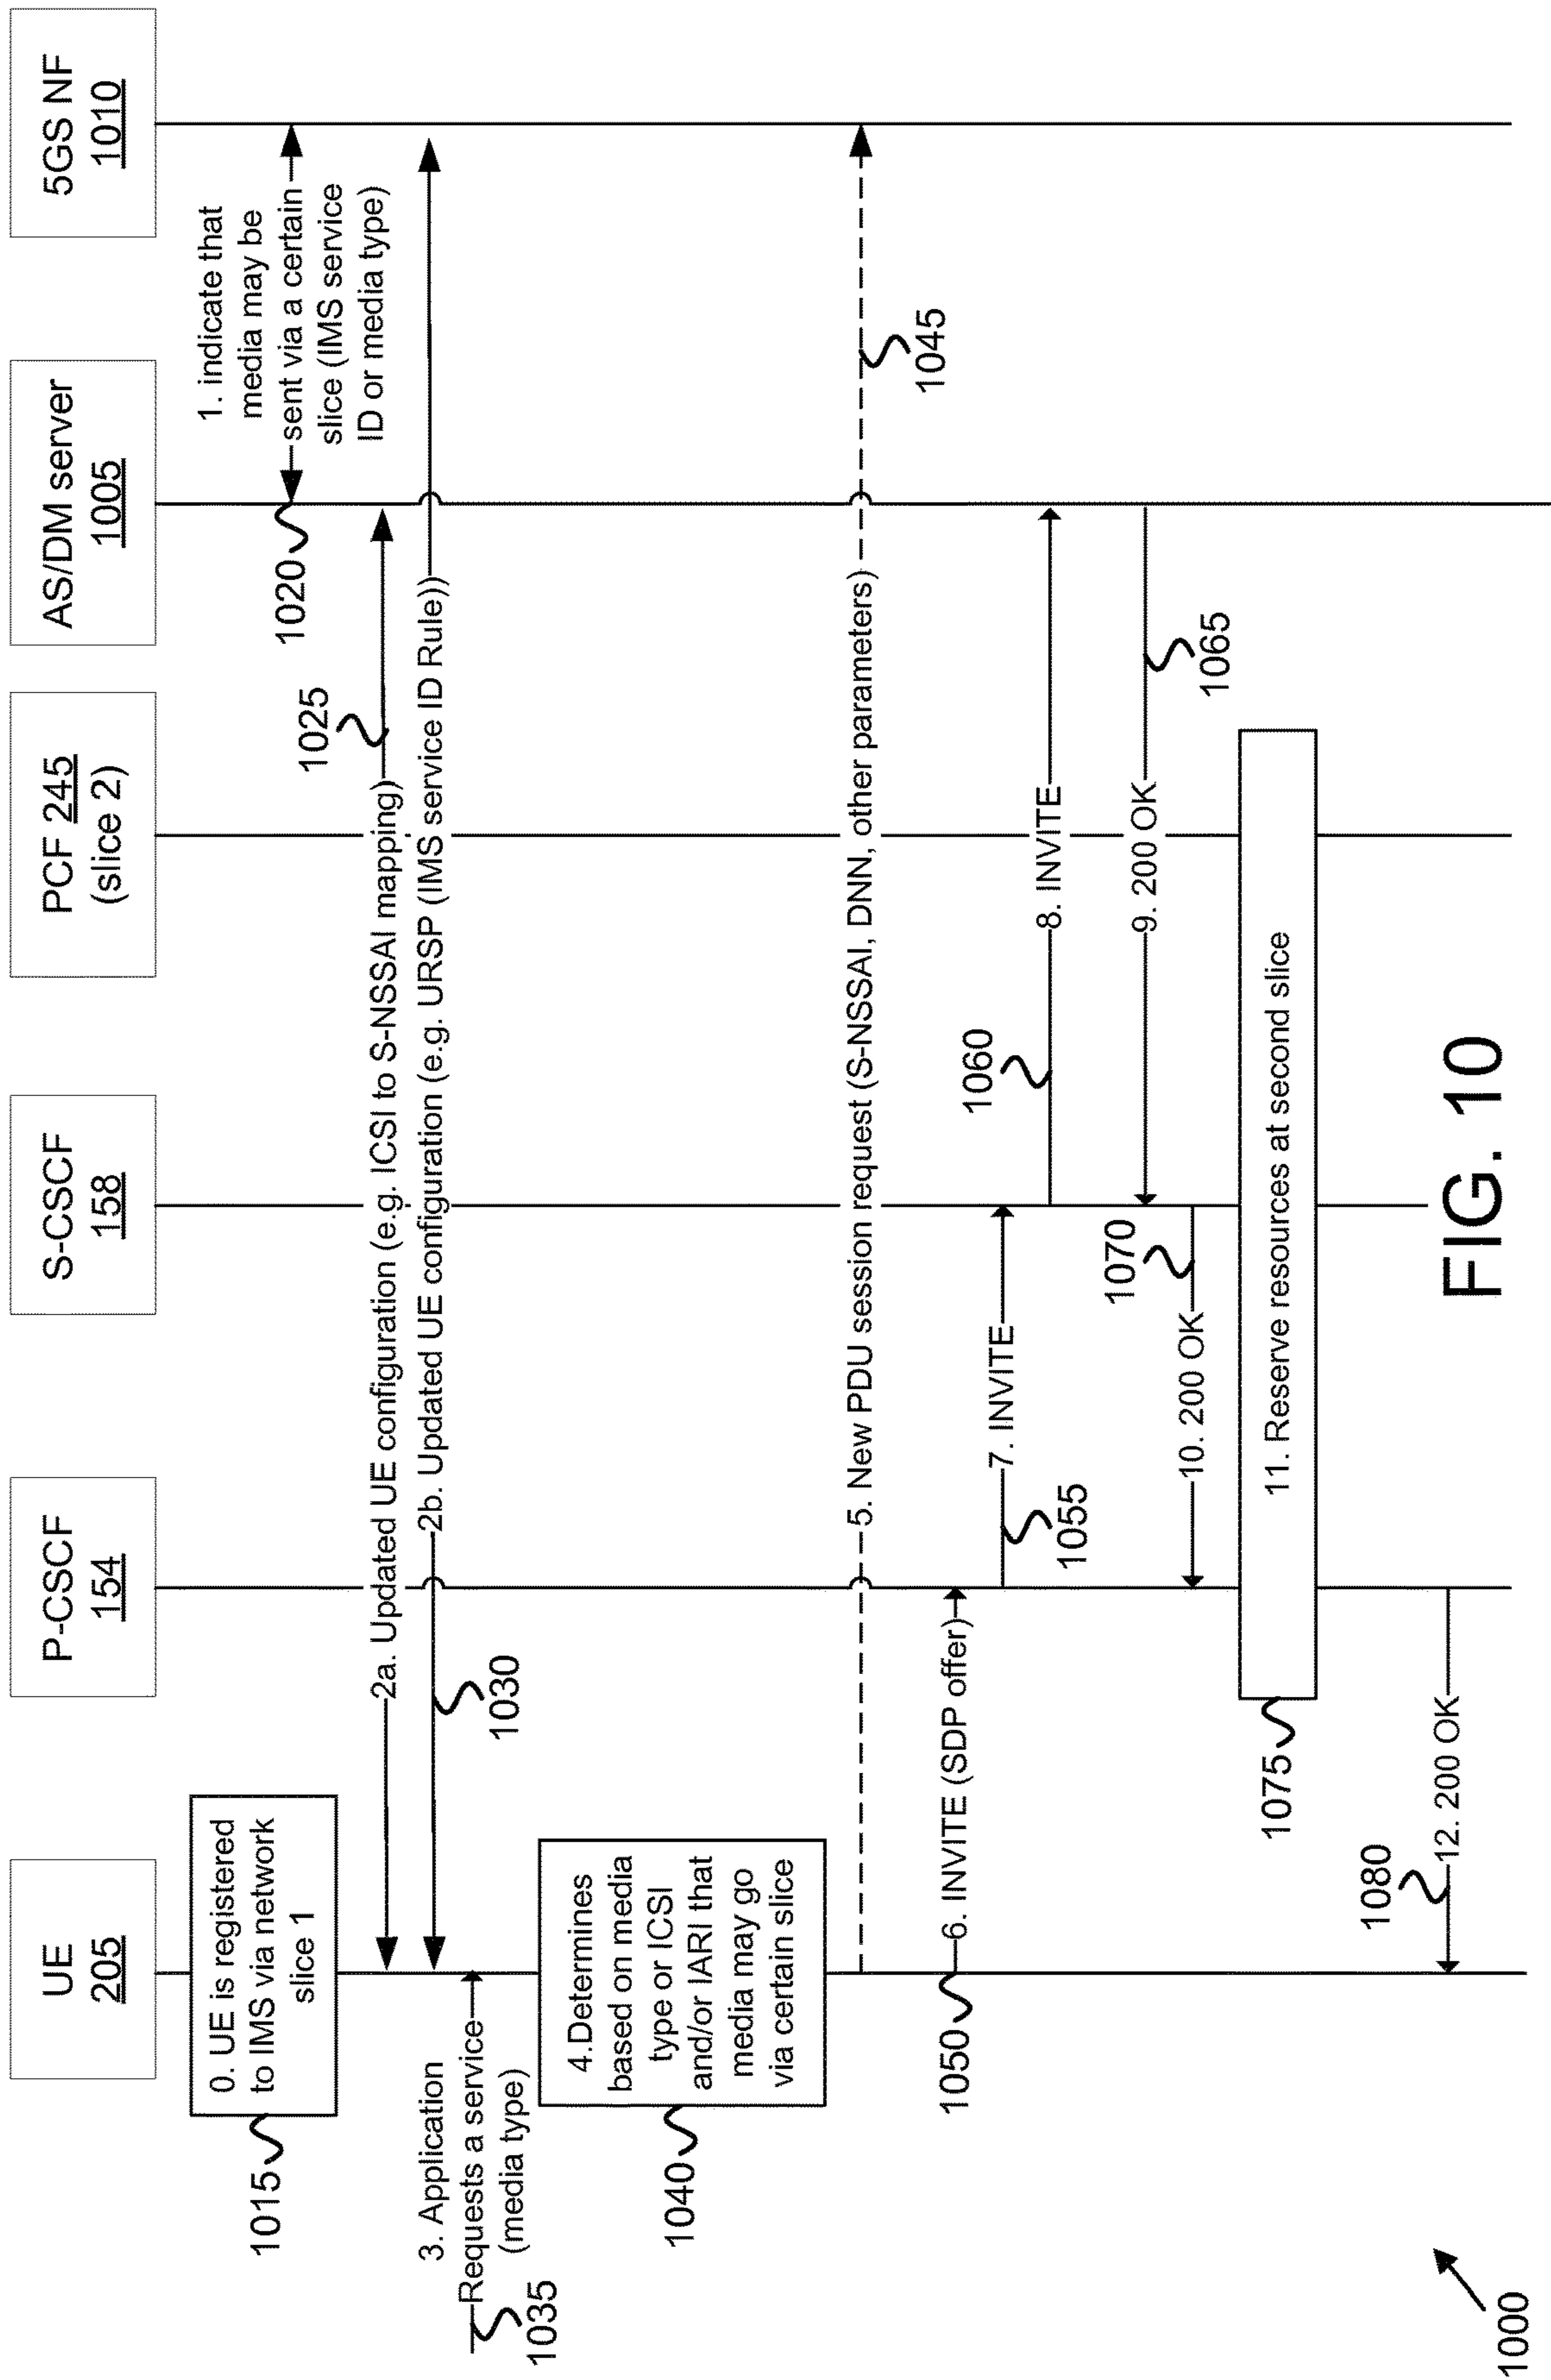 UE
205
P-CSCF
154
S-CSCF
158
PCF 245
(slice 2)
AS/DM server
1005
5GS NF
1010
0. UE is registered
to IMS via network
slice 1
1015
1. indicate that
media may be
sent via a certain
slice (IMS service
ID or media type)
1020
2a. Updated UE configuration (e.g. ICSI to S-NSSAI mapping)
1025
2b. Updated UE configuration (e.g. URSP (IMS service ID Rule))
1030
3. Application
Requests a service
(media type)
1035
4.Determines
based on media
type or ICSI
and/or IARI that
media may go
via certain slice
1040
5. New PDU session request (S-NSSAI, DNN, other parameters)
1045
6. INVITE (SDP offer)
1050
7. INVITE
1055
8. INVITE
1060
9. 200 OK
1065
10. 200 OK
1070
11. Reserve resources at second slice
1075
12. 200 OK
1080
1000
FIG. 10